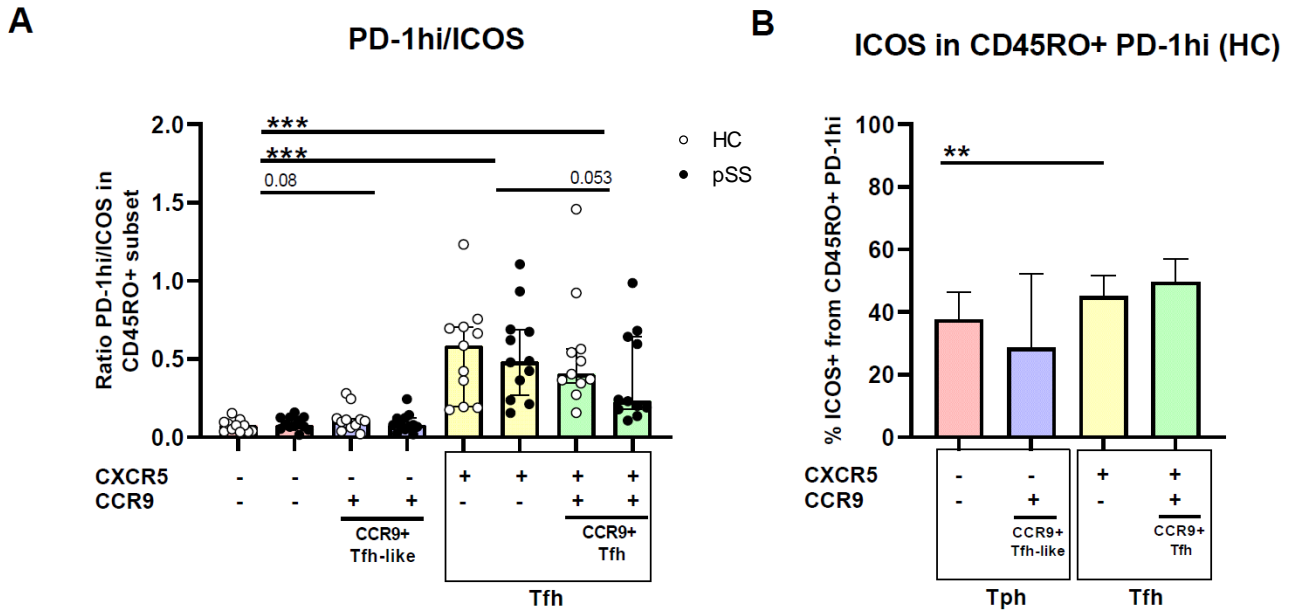 A
PD-1hi/ICOS
Ratio PD-1hi/ICOS in
CD45RO+ subset
2.0
1.5
1.0
0.5
0.0
***
***
0.08
0.053
HC
pSS
CXCR5 - - - - + + + +
CCR9 - - + + - - + +
CCR9+
Tfh-like
CCR9+
Tfh
Tfh
B
ICOS in CD45RO+ PD-1hi (HC)
% ICOS+ from CD45RO+ PD-1hi
100
80
60
40
20
0
**
CXCR5 - - + +
CCR9 - + - +
CCR9+
Tfh-like
CCR9+
Tfh
Tph
Tfh